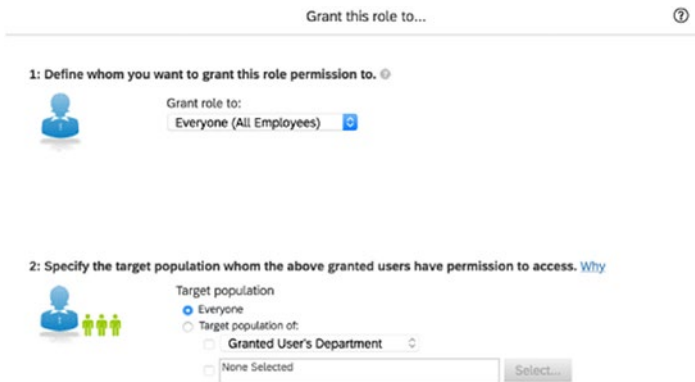 Grant this role to...
1: Define whom you want to grant this role permission to.
Grant role to:
Everyone (All Employees)
2: Specify the target population whom the above granted users have permission to access. Why
Target population
Everyone
Target population of:
Granted User's Department
None Selected
Select...